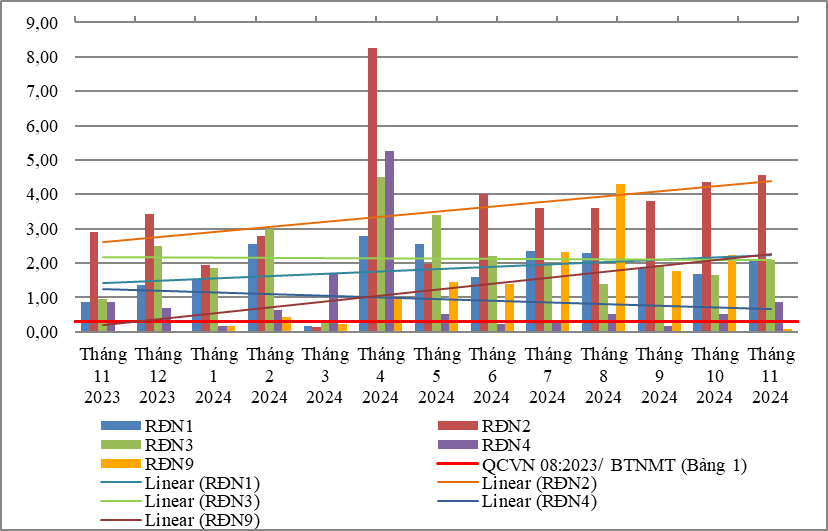 9,00
8,00
7,00
6,00
5,00
4,00
3,00
2,00
1,00
0,00
Tháng Tháng Tháng Tháng Tháng Tháng Tháng Tháng Tháng Tháng Tháng Tháng Tháng
11 12 1 2 3 4 5 6 7 8 9 10 11
2023 2023 2024 2024 2024 2024 2024 2024 2024 2024 2024 2024 2024
RĐN1 RĐN2
RĐN3 RĐN4
RĐN9 QCVN 08:2023/ BTNMT (Bảng 1)
Linear (RĐN1) Linear (RĐN2)
Linear (RĐN3) Linear (RĐN4)
Linear (RĐN9)